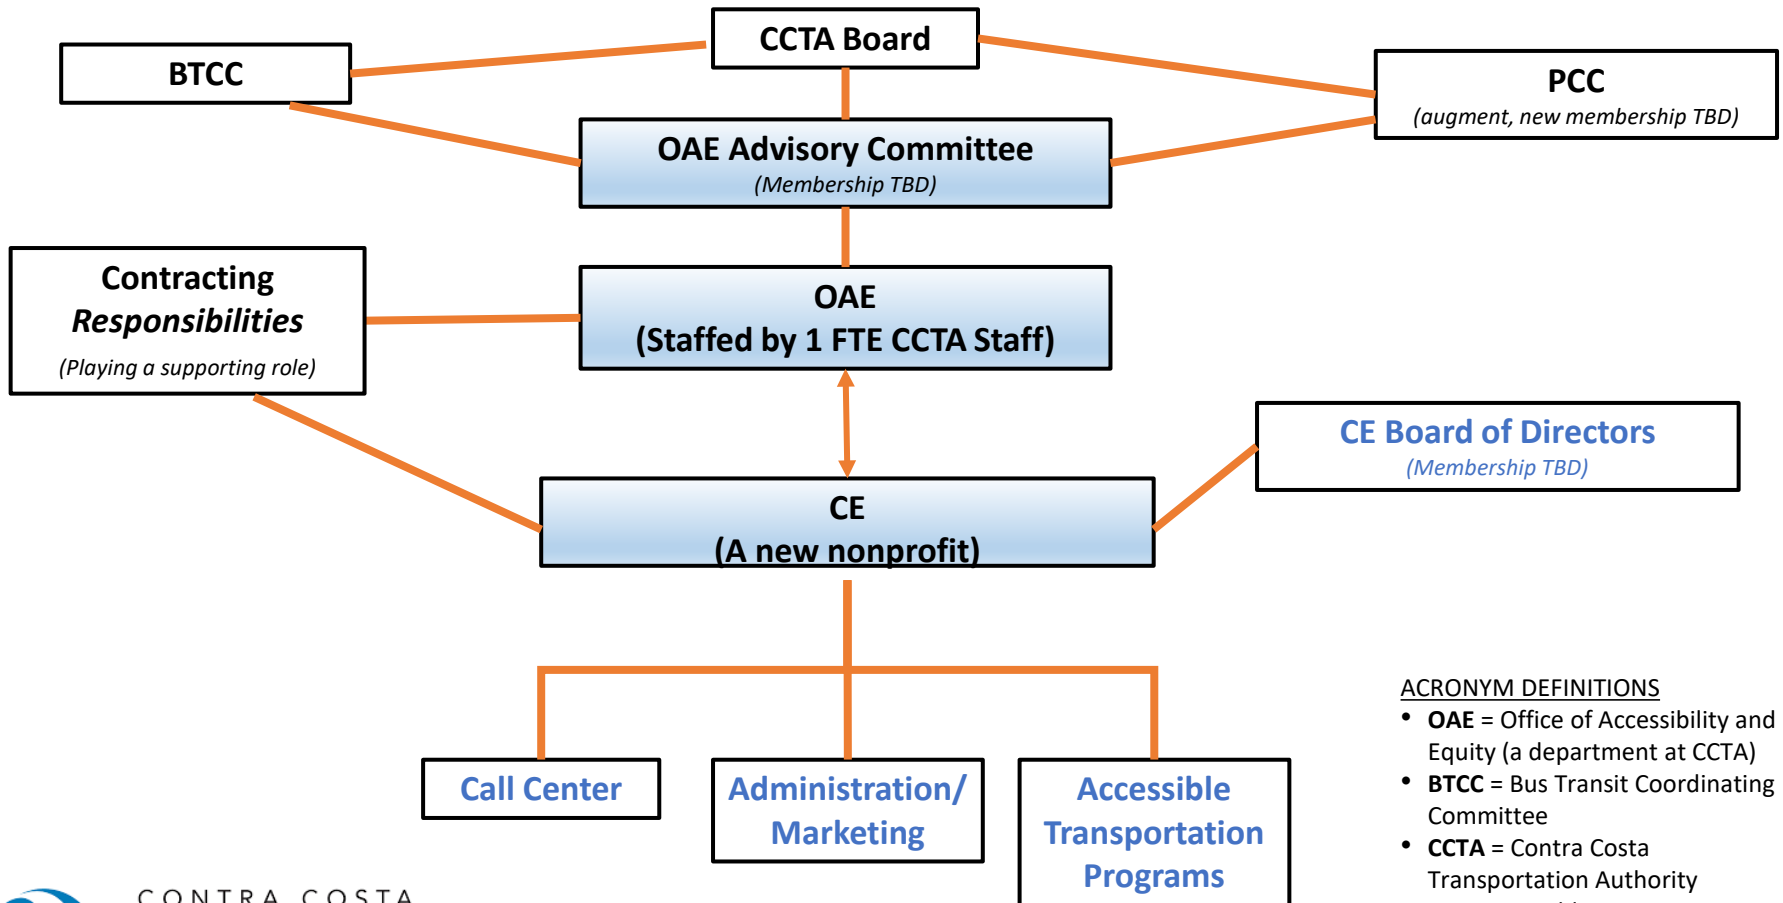 CCTA Board
BTCC
PCC
(augment, new membership TBD)
OAE Advisory Committee
(Membership TBD)
Contracting
Responsibilities
(Playing a supporting role)
OAE
(Staffed by 1 FTE CCTA Staff)
CE Board of Directors
(Membership TBD)
CE
(A new nonprofit)
Call Center
Administration/
Marketing
Accessible
Transportation
Programs
ACRONYM DEFINITIONS
• OAE = Office of Accessibility and
Equity (a department at CCTA)
• BTCC = Bus Transit Coordinating
Committee
• CCTA = Contra Costa
Transportation Authority
CONTRA COSTA